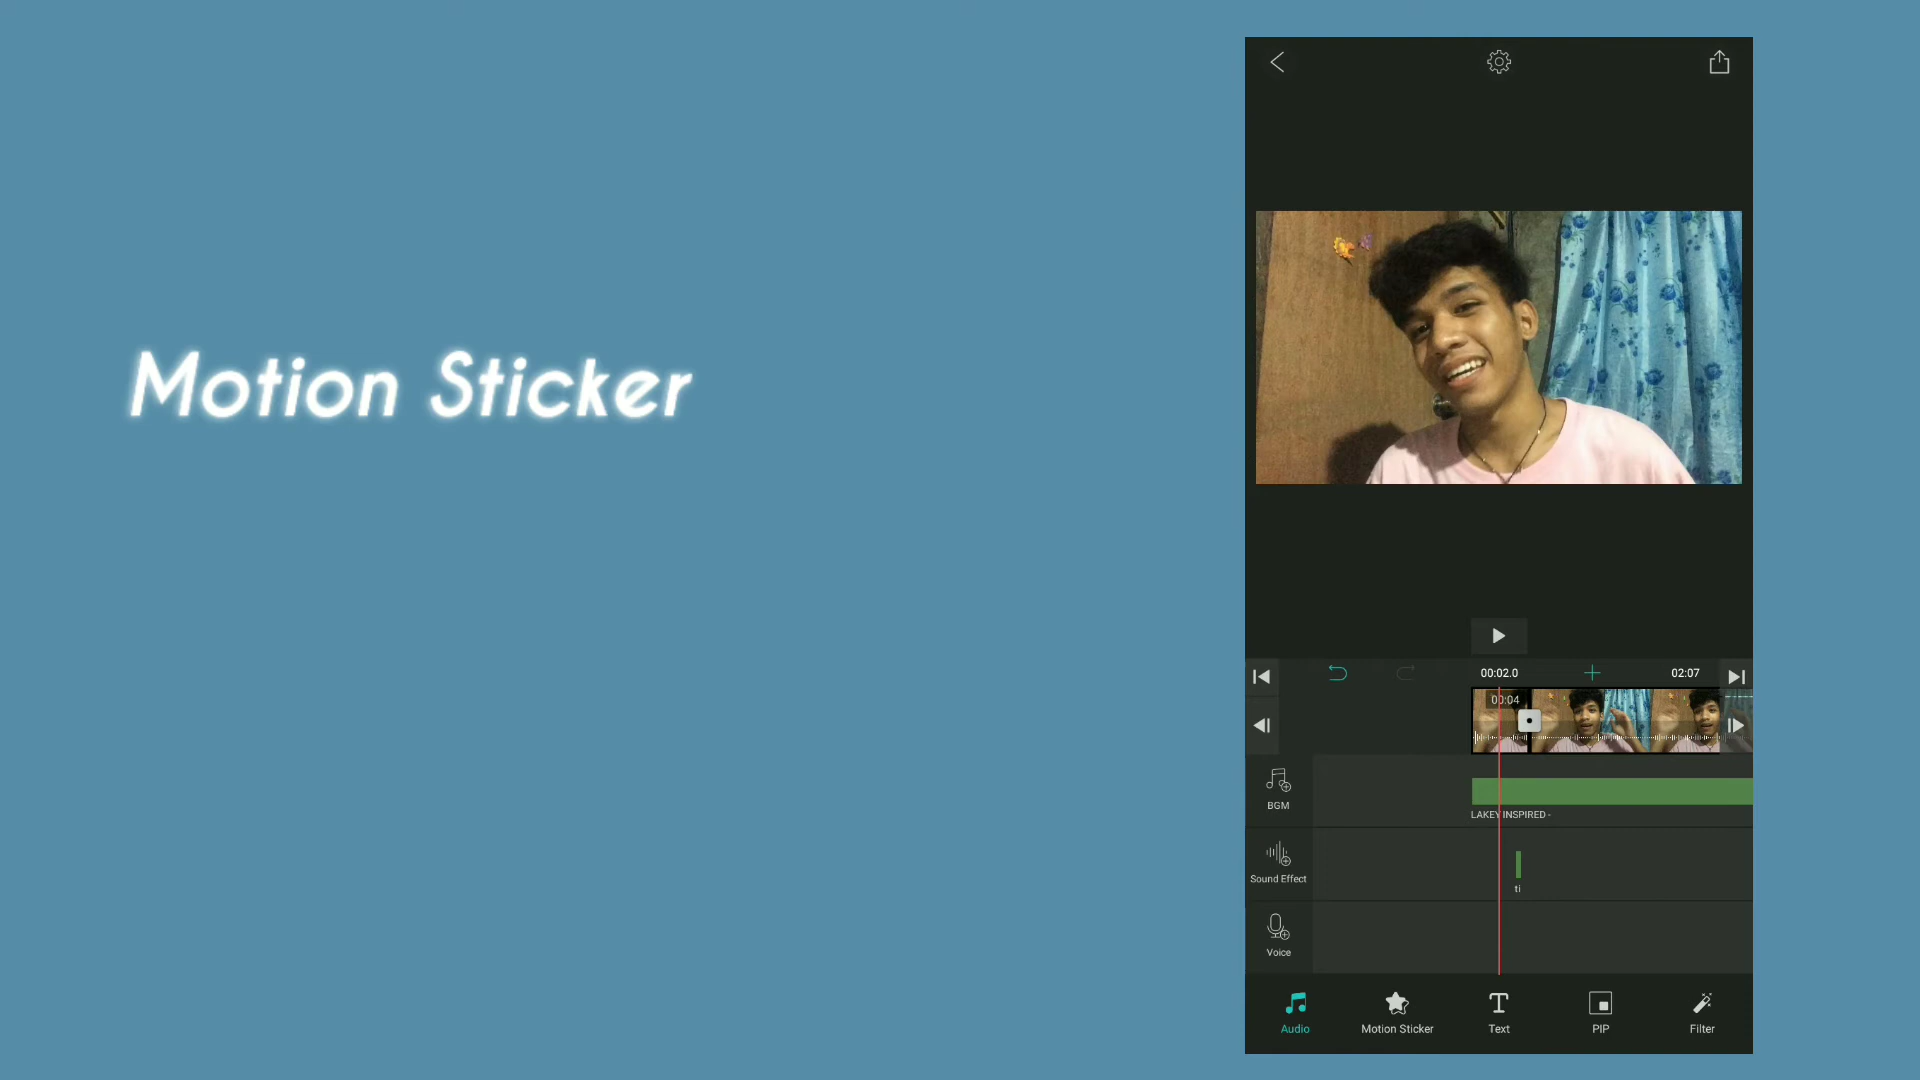 Motion Sticker
00:02.0
02:07
00:04
BGM
LAKEY INSPIRED -
Sound Effect
ti
Voice
Audio
Motion Sticker
Text
PIP
Filter